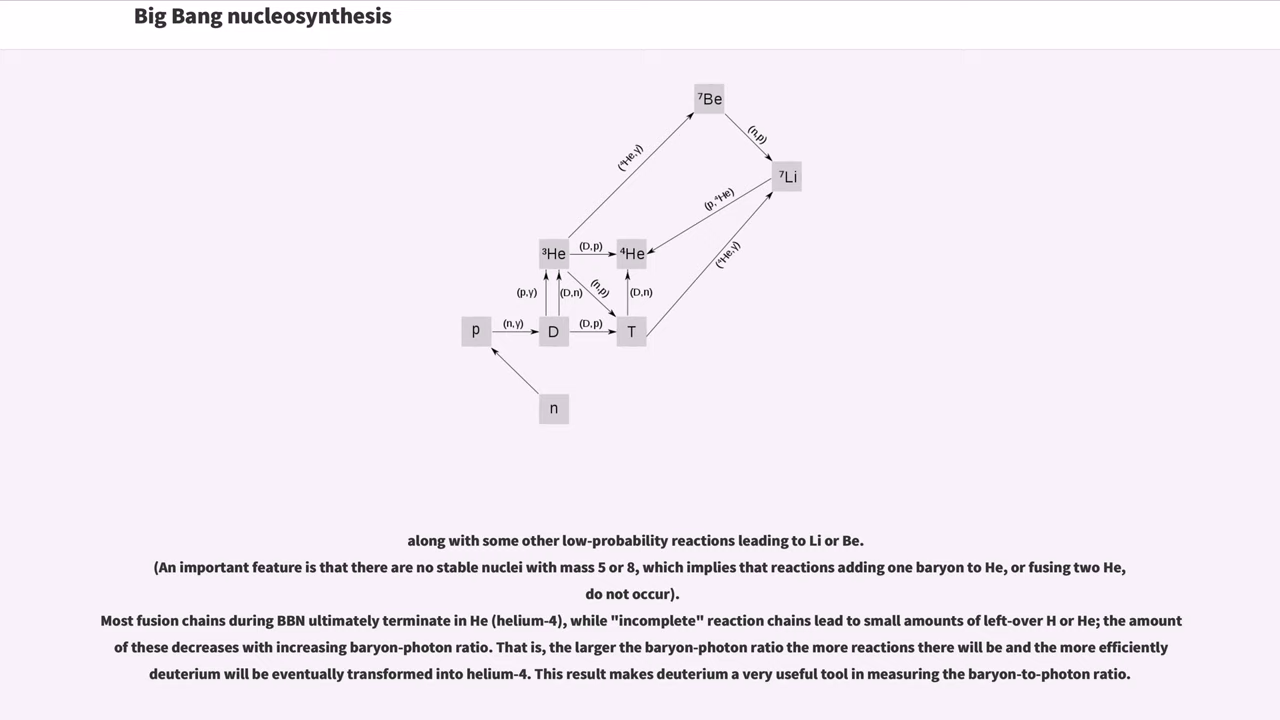 Big Bang nucleosynthesis
⁷Be
(n,p)
(⁴He,γ)
⁷Li
(p,⁴He)
³He
(D,p)
⁴He
(⁴He,γ)
(p,γ)
(D,n)
(n,p)
(D,n)
p
(n,γ)
D
(D,p)
T
n
along with some other low-probability reactions leading to Li or Be.
(An important feature is that there are no stable nuclei with mass 5 or 8, which implies that reactions adding one baryon to He, or fusing two He,
do not occur).
Most fusion chains during BBN ultimately terminate in He (helium-4), while "incomplete" reaction chains lead to small amounts of left-over H or He; the amount
of these decreases with increasing baryon-photon ratio. That is, the larger the baryon-photon ratio the more reactions there will be and the more efficiently
deuterium will be eventually transformed into helium-4. This result makes deuterium a very useful tool in measuring the baryon-to-photon ratio.